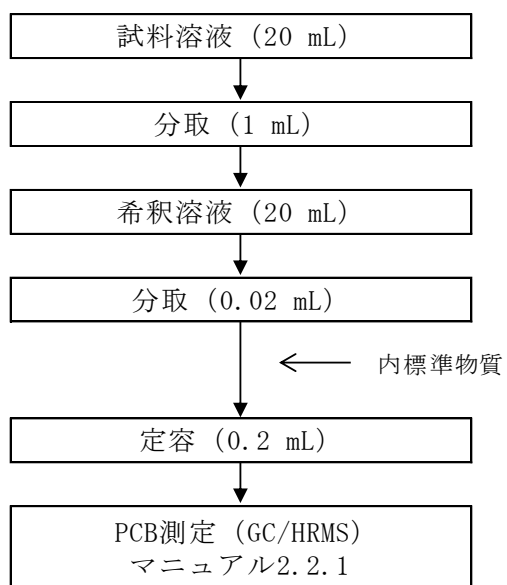 試料溶液 (20 mL)
分取 (1 mL)
希釈溶液 (20 mL)
分取 (0.02 mL)
内標準物質
定容 (0.2 mL)
PCB測定 (GC/HRMS)
マニュアル2.2.1